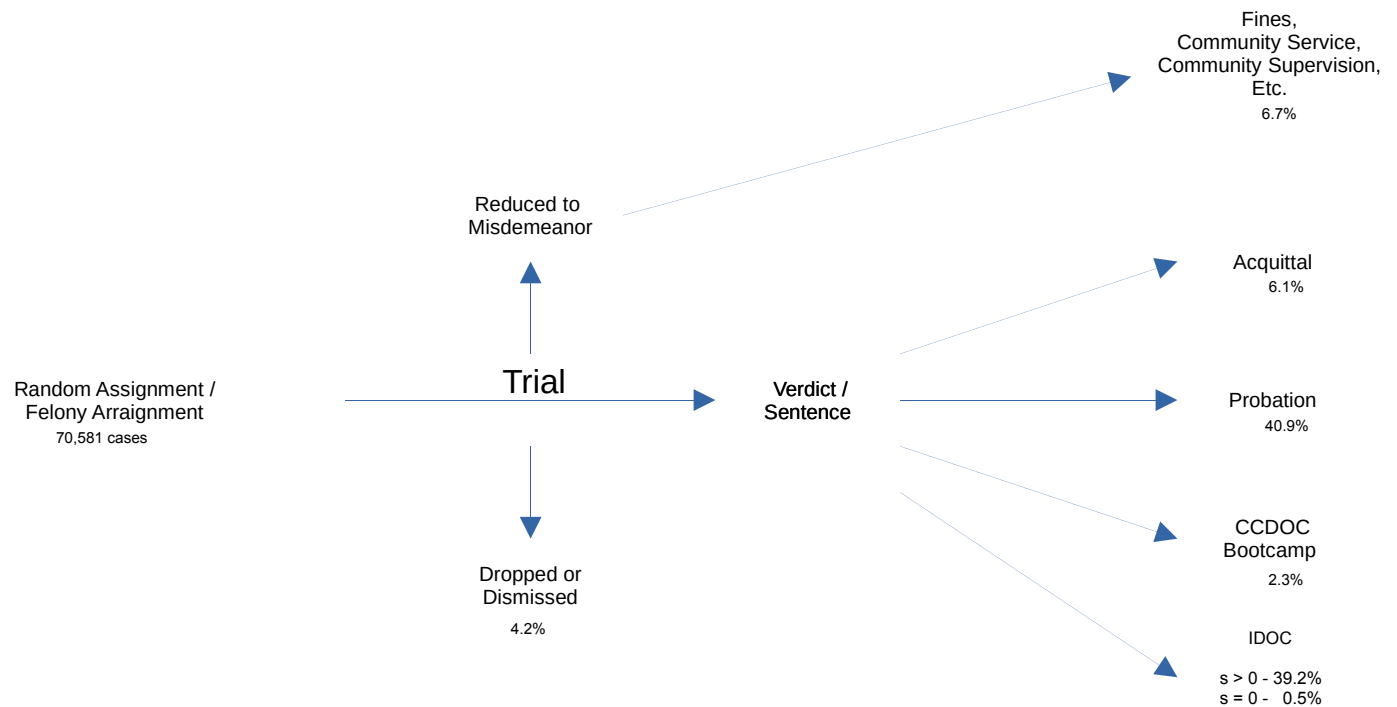 Fines,
Community Service,
Community Supervision,
Etc.
6.7%
Reduced to
Misdemeanor
Acquittal
6.1%
Trial
Random Assignment /
Felony Arraignment
70,581 cases
Verdict /
Sentence
Probation
40.9%
CCDOC
Bootcamp
2.3%
Dropped or
Dismissed
4.2%
IDOC
s > 0 - 39.2%
s = 0 - 0.5%